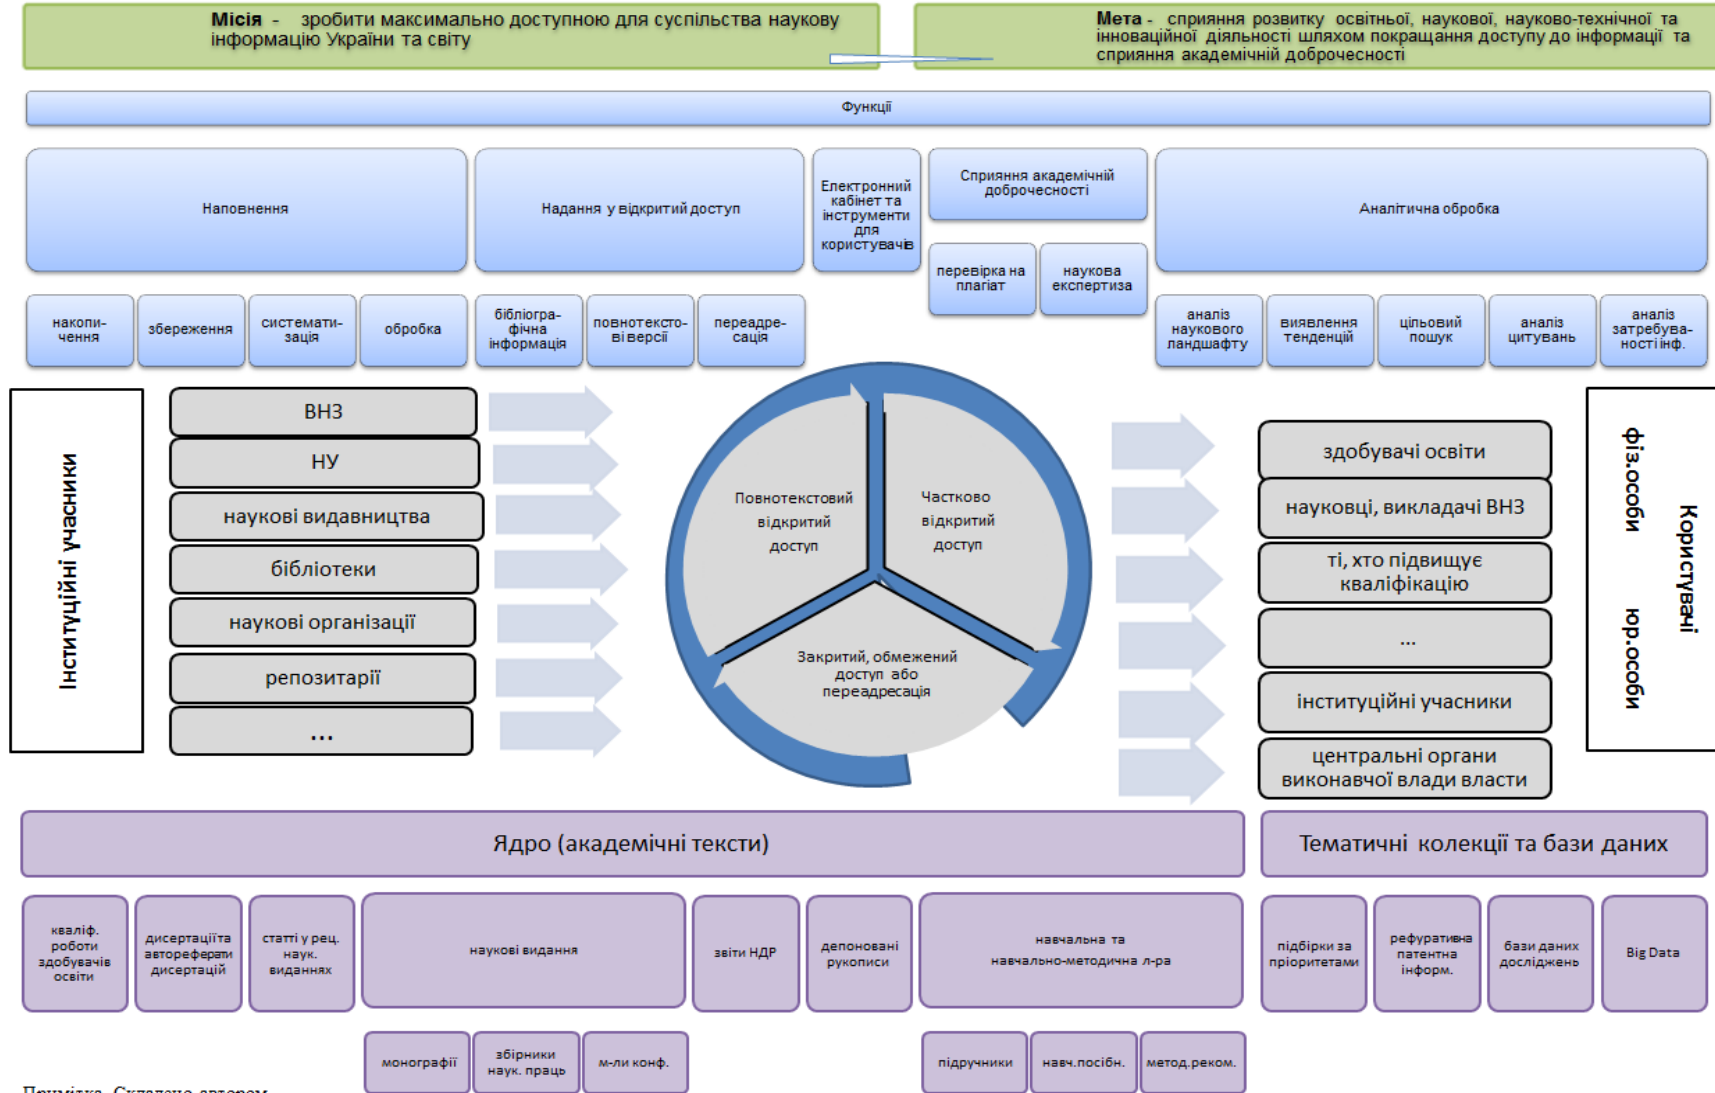 Місія - зробити максимально доступною для суспільства наукову
інформацію України та світу
Мета - сприяння розвитку освітньої, наукової, науково-технічної та
інноваційної діяльності шляхом покращання доступу до інформації та
сприяння академічній доброчесності
Функції
Наповнення
Надання у відкритий доступ
Електронний
кабінет та
інструменти
для
користувачів
Сприяння академічній
доброчесності
Аналітична обробка
перевірка на
плагіат
наукова
експертиза
накопи-
чення
збереження
системати-
зація
обробка
бібліогра-
фічна
інформація
повнотексто-
ві версії
переадре-
сація
аналіз
наукового
ландшафту
виявлення
тенденцій
цільовий
пошук
аналіз
цитувань
аналіз
затребува-
ності інф.
Інституційні учасники
ВНЗ
НУ
наукові видавництва
бібліотеки
наукові організації
репозитарії
...
Повнотекстовий
відкритий
доступ
Частково
відкритий
доступ
Закритий, обмежений
доступ або
переадресація
здобувачі освіти
науковці, викладачі ВНЗ
ті, хто підвищує
кваліфікацію
...
інституційні учасники
центральні органи
виконавчої влади власти
Користувачі
фіз.особи юр.особи
Ядро (академічні тексти)
Тематичні колекції та бази даних
кваліф.
роботи
здобувачів
освіти
дисертації та
автореферати
дисертацій
статті у рец.
наук.
виданнях
наукові видання
звіти НДР
депоновані
рукописи
навчальна та
навчально-методична л-ра
підбірки за
пріоритетами
рефуративна
патентна
інформ.
бази даних
досліджень
Big Data
монографії
збірники
наук. праць
м-ли конф.
підручники
навч.посібн.
метод.реком.
Примітка. Складено автором